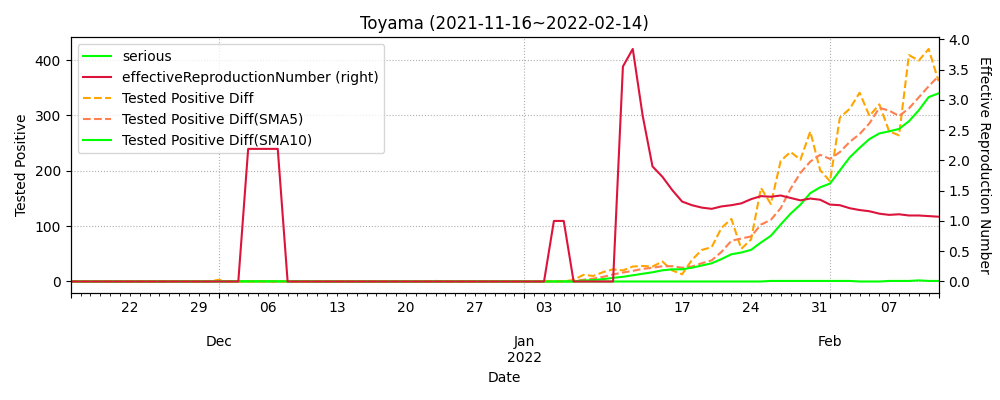 Toyama (2021-11-16~2022-02-14)
serious
effectiveReproductionNumber (right)
Tested Positive Diff
Tested Positive Diff(SMA5)
Tested Positive Diff(SMA10)
Tested Positive
400
300
200
100
0
4.0
3.5
3.0
2.5
2.0
1.5
1.0
0.5
0.0
Effective Reproduction Number
22 29 06 13 20 27 03 10 17 24 31 07
Dec Jan Feb
2022
Date